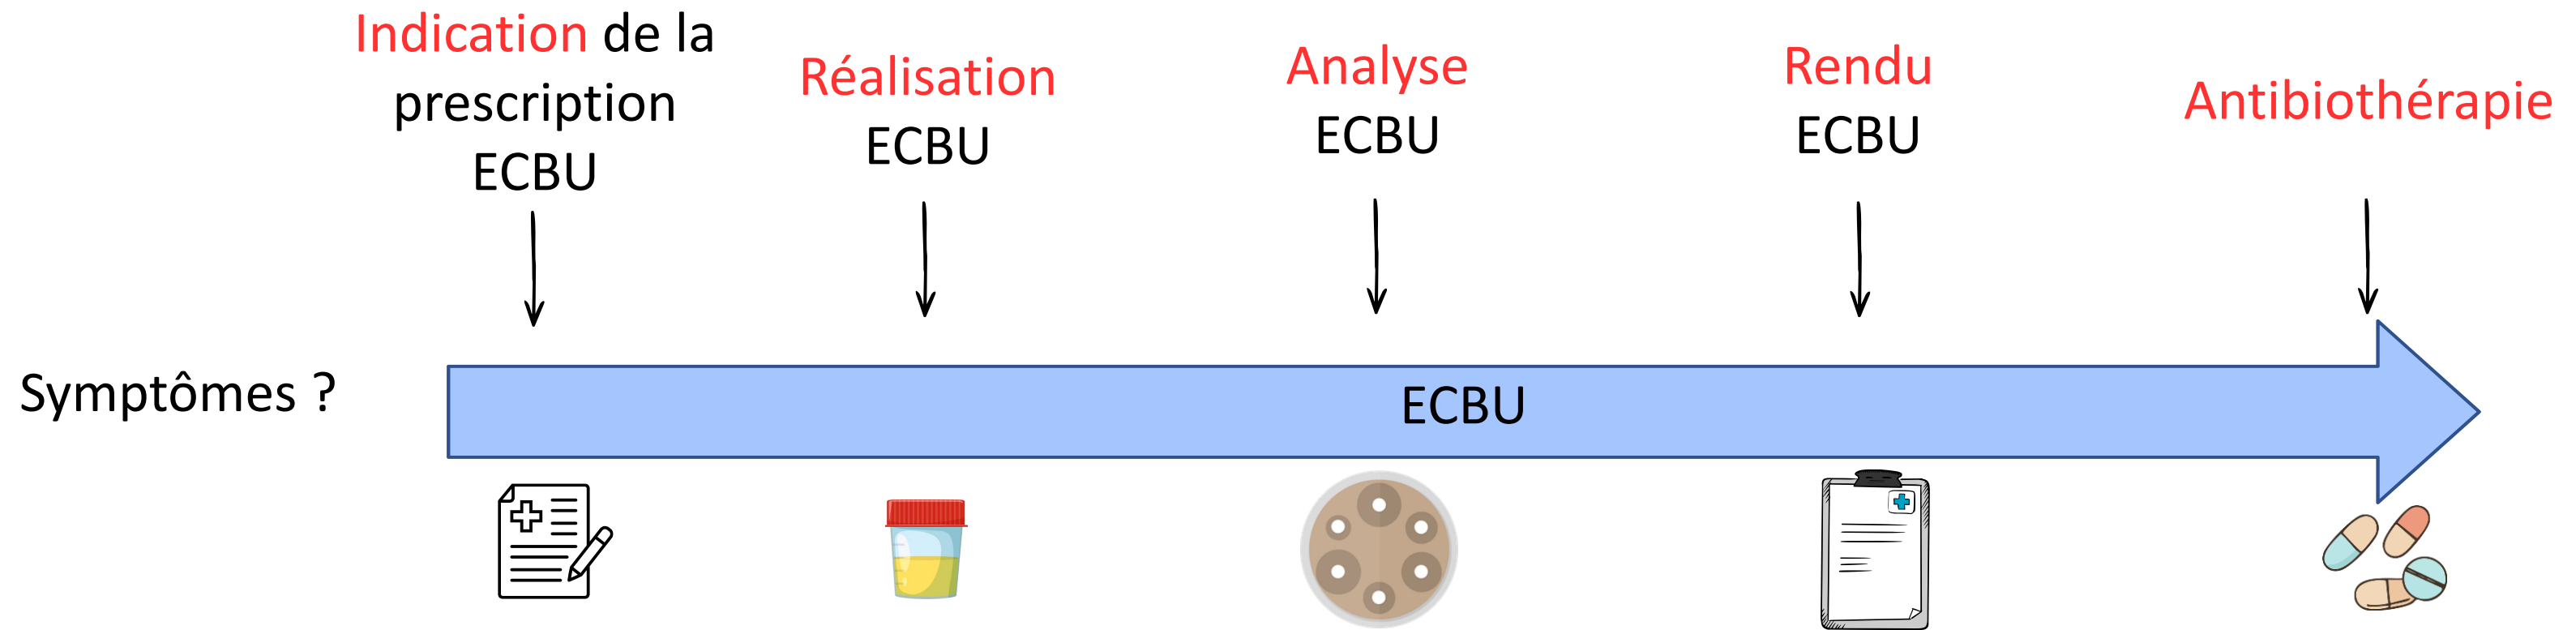 Indication de la
prescription
ECBU
Réalisation
ECBU
Analyse
ECBU
Rendu
ECBU
Antibiothérapie
Symptômes ?
ECBU